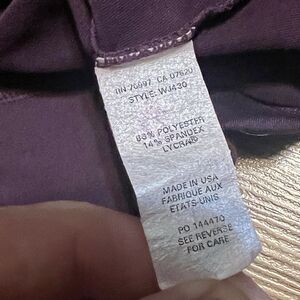 RN 70097 CA 07620
STYLE: WJ430
86% POLYESTER
14% SPANDEX
LYCRA®
MADE IN USA
FABRIQUE AUX
ETATS-UNIS
PO 144470
SEE REVERSE
FOR CARE